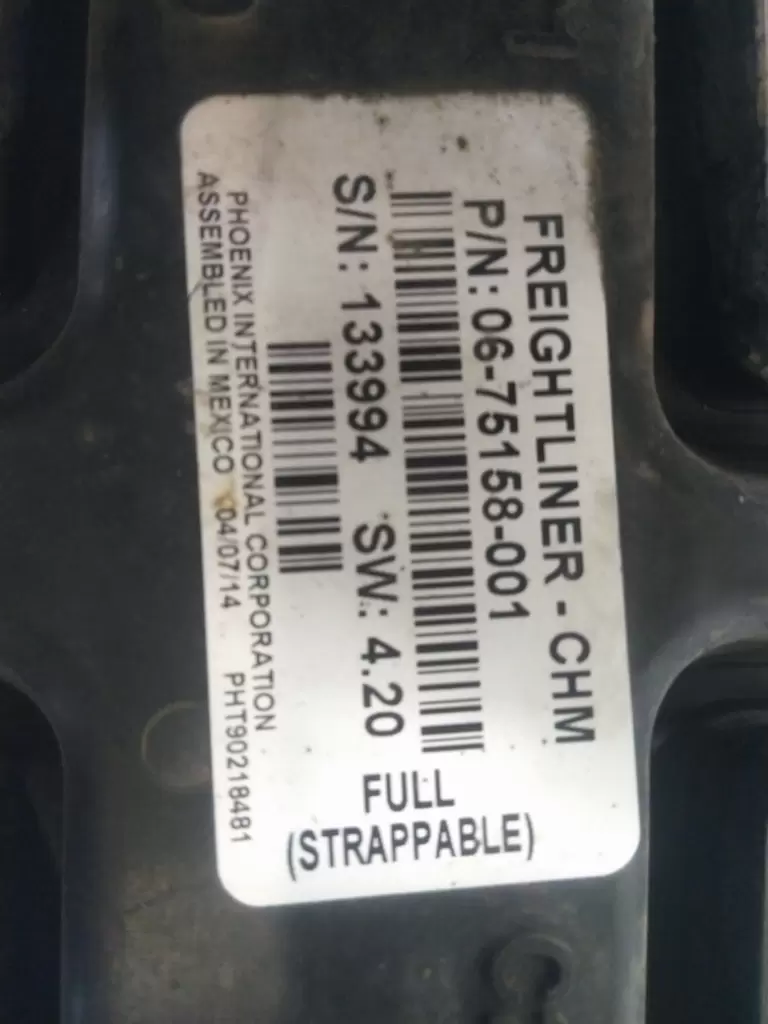 FREIGHTLINER - CHM
P/N: 06-75158-001
S/N: 133994 SW: 4.20
PHOENIX INTERNATIONAL CORPORATION
ASSEMBLED IN MEXICO 04/07/14 PHT90218481
FULL
(STRAPPABLE)